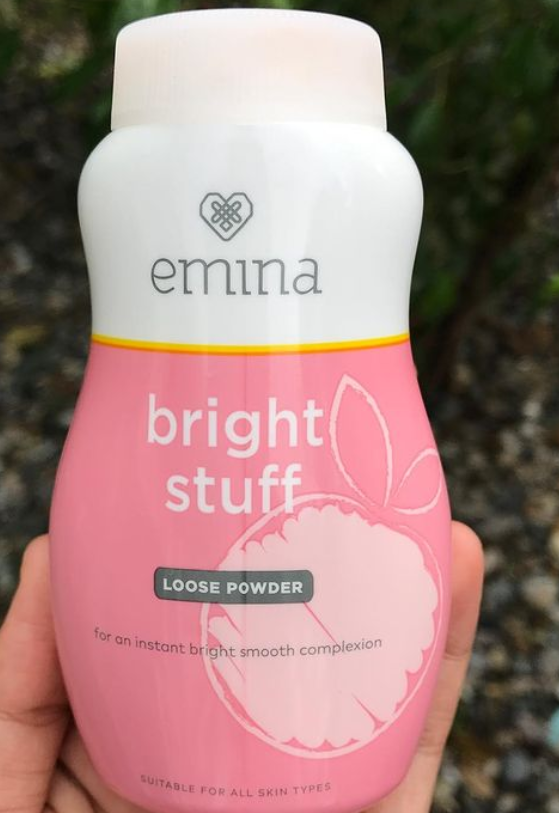 emina
bright
stuff
LOOSE POWDER
for an instant bright smooth complexion
SUITABLE FOR ALL SKIN TYPES